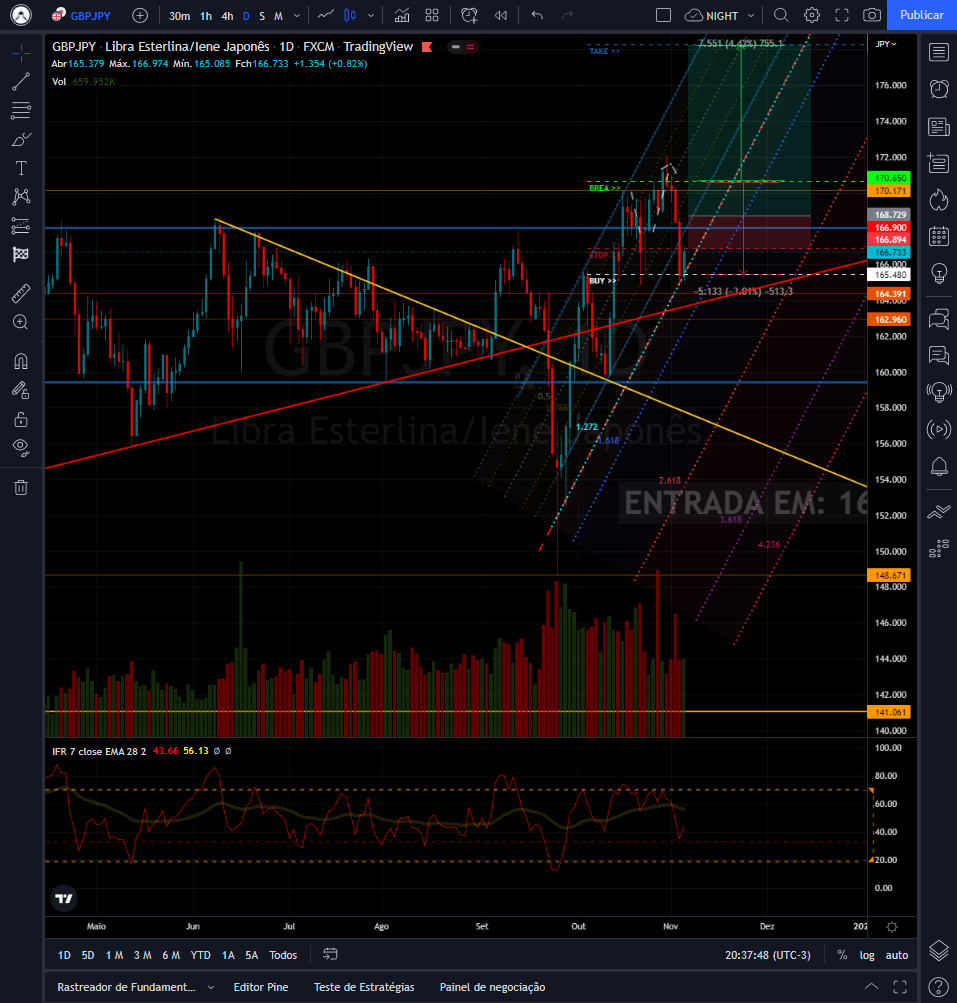 GBPJPY 30m 1h 4h D S M NIGHT Publicar
GBPJPY · Libra Esterlina/Iene Japonês · 1D · FXCM · TradingView
Abr165.379 Máx.166.974 Mín.165.085 Fch166.733 +1.354 (+0.82%)
Vol 659.952K
JPY
TAKE >>
7.551 (4.42%) 755.1
176.000
174.000
172.000
170.650
BREA >>
170.171
168.729
166.900
166.894
STOP
166.733
166.000
BUY >>
165.480
-5.133 (-3.01%) -513.3
164.391
164.000
162.960
GBPJPY, 1D
160.000
0
0.5
158.000
1.272
Libra Esterlina/Iene Japonês
1.618
156.000
154.000
2.618
ENTRADA EM: 16
152.000
3.618
4.236
150.000
148.671
148.000
146.000
144.000
142.000
141.061
140.000
IFR 7 close EMA 28 2 43.66 56.13 Ø Ø
100.00
80.00
60.00
40.00
20.00
0.00
Maio Jun Jul Ago Set Out Nov Dez 202
1D 5D 1 M 3 M 6 M YTD 1A 5A Todos 20:37:48 (UTC-3) % log auto
Rastreador de Fundament... Editor Pine Teste de Estratégias Painel de negociação